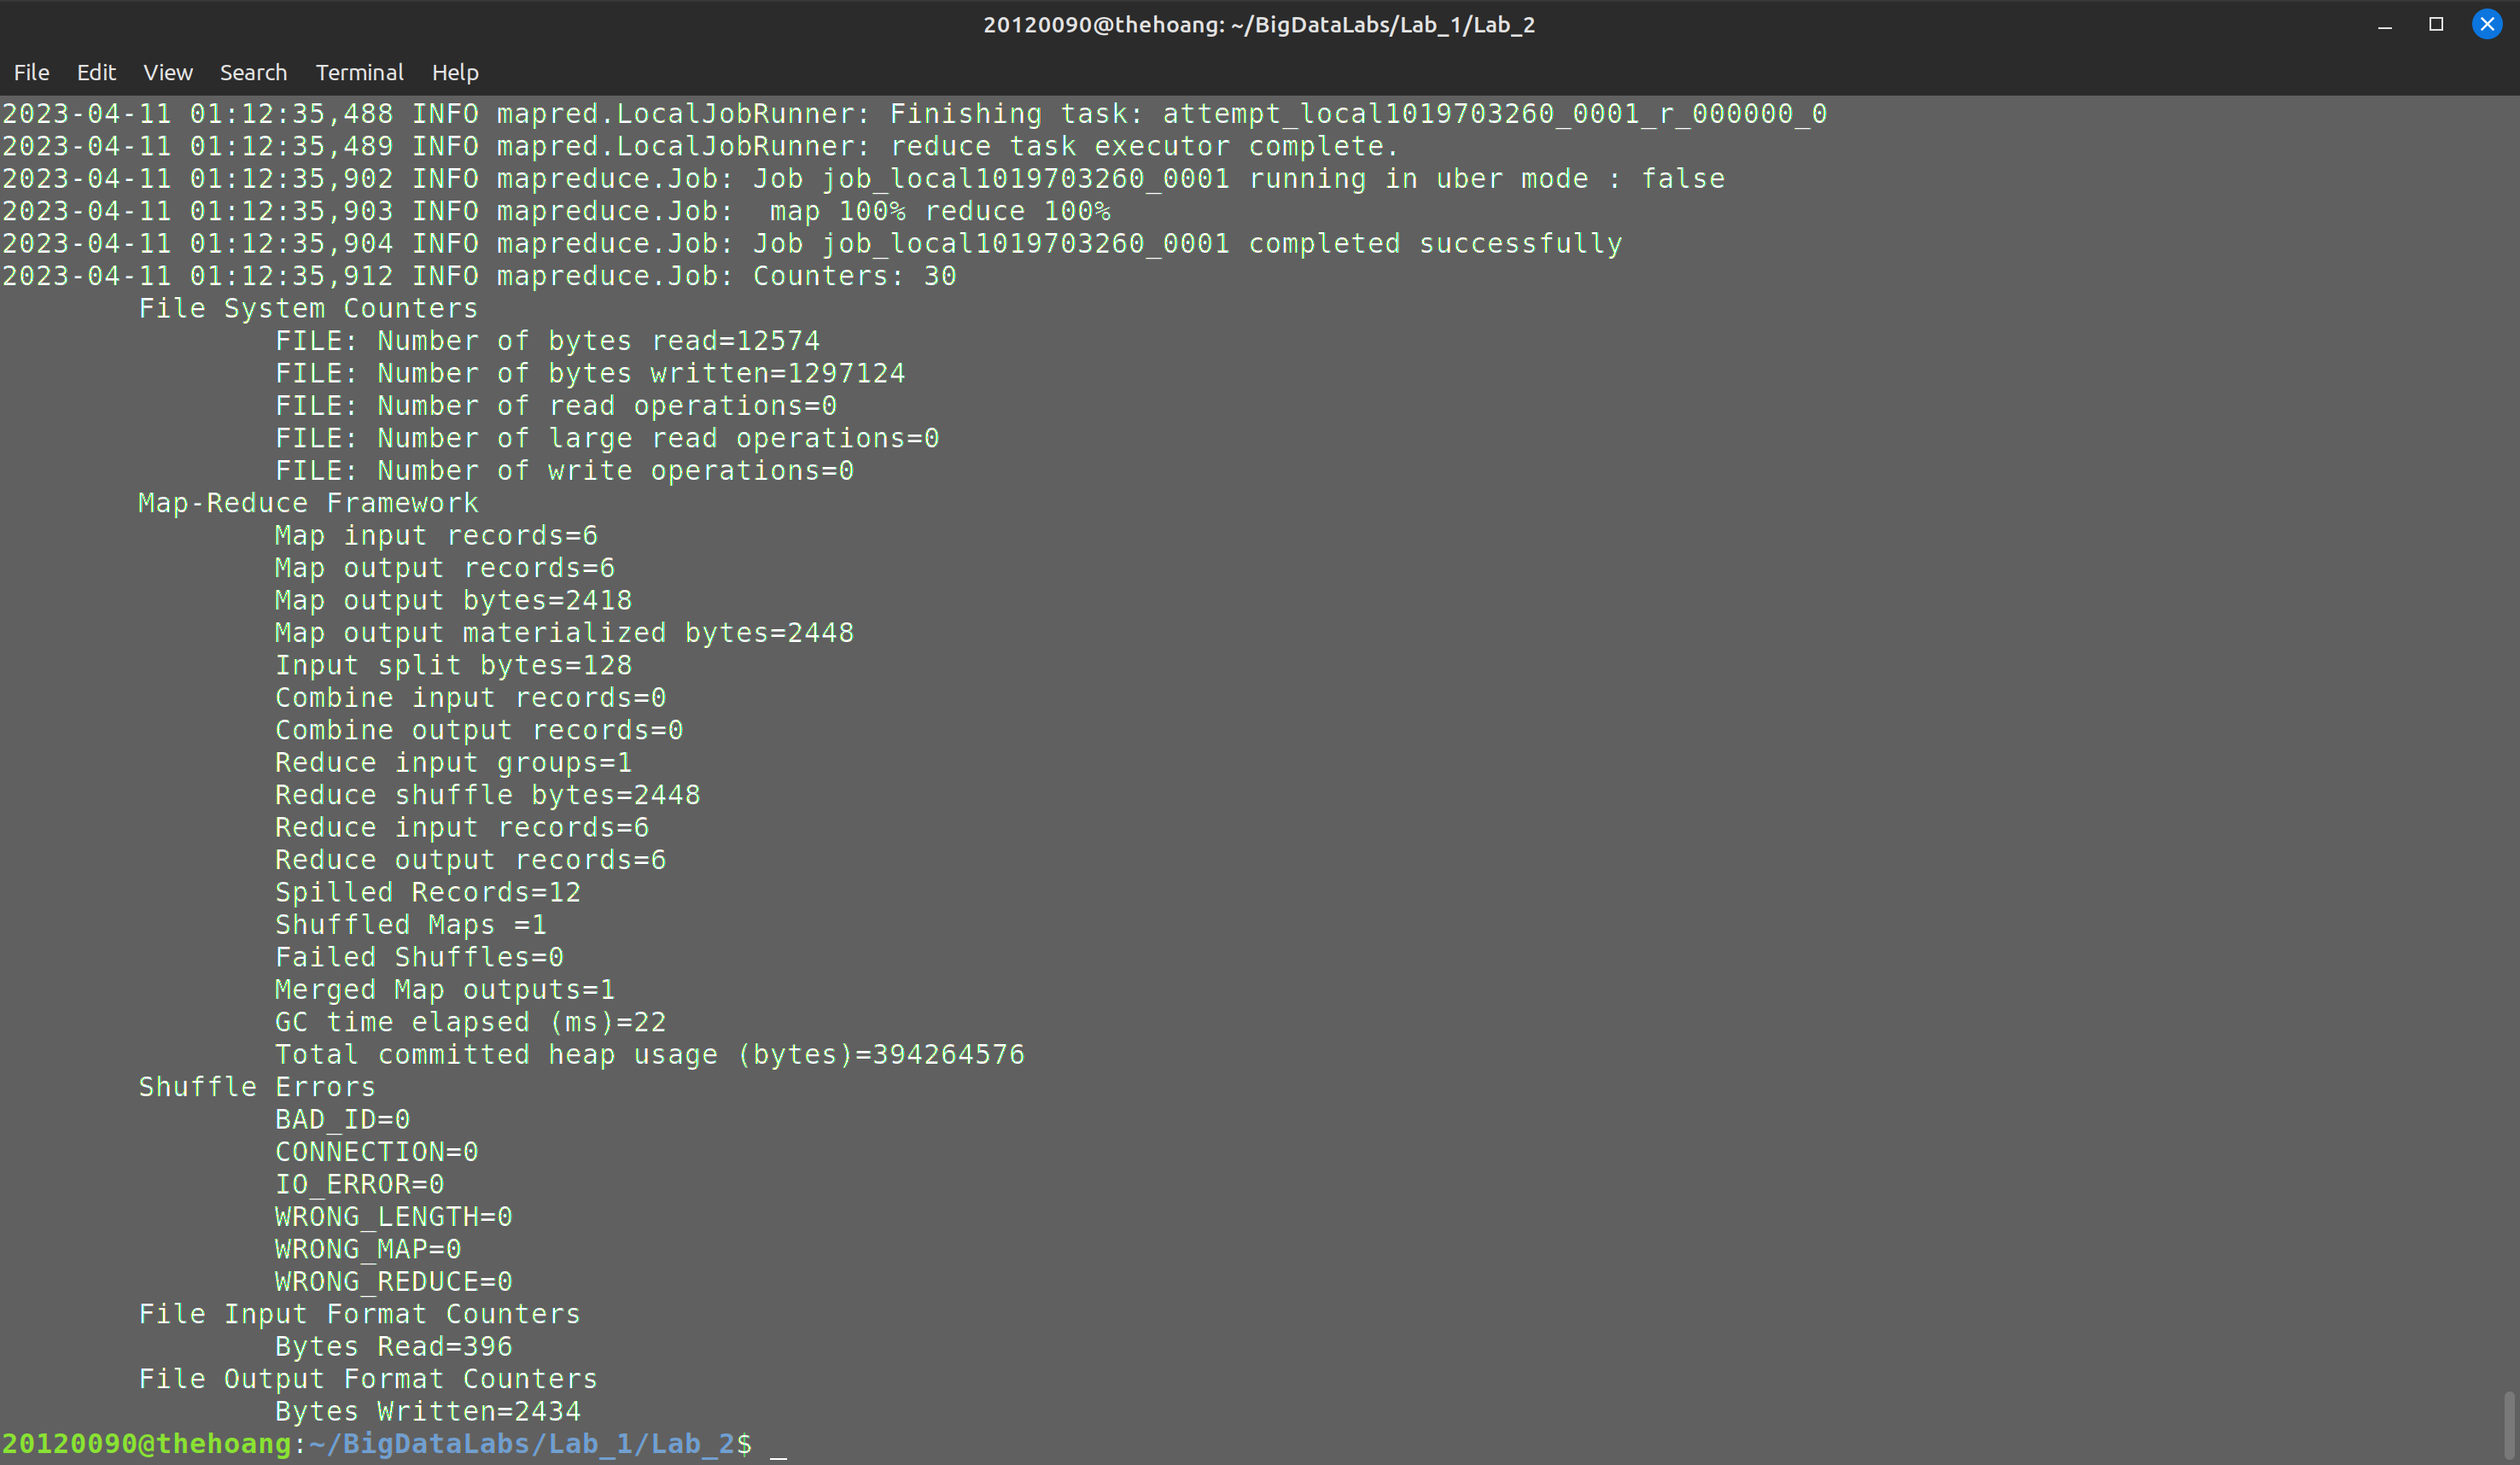 20120090@thehoang: ~/BigDataLabs/Lab_1/Lab_2
File Edit View Search Terminal Help
2023-04-11 01:12:35,488 INFO mapred.LocalJobRunner: Finishing task: attempt_local1019703260_0001_r_000000_0
2023-04-11 01:12:35,489 INFO mapred.LocalJobRunner: reduce task executor complete.
2023-04-11 01:12:35,902 INFO mapreduce.Job: Job job_local1019703260_0001 running in uber mode : false
2023-04-11 01:12:35,903 INFO mapreduce.Job:  map 100% reduce 100%
2023-04-11 01:12:35,904 INFO mapreduce.Job: Job job_local1019703260_0001 completed successfully
2023-04-11 01:12:35,912 INFO mapreduce.Job: Counters: 30
File System Counters
FILE: Number of bytes read=12574
FILE: Number of bytes written=1297124
FILE: Number of read operations=0
FILE: Number of large read operations=0
FILE: Number of write operations=0
Map-Reduce Framework
Map input records=6
Map output records=6
Map output bytes=2418
Map output materialized bytes=2448
Input split bytes=128
Combine input records=0
Combine output records=0
Reduce input groups=1
Reduce shuffle bytes=2448
Reduce input records=6
Reduce output records=6
Spilled Records=12
Shuffled Maps =1
Failed Shuffles=0
Merged Map outputs=1
GC time elapsed (ms)=22
Total committed heap usage (bytes)=394264576
Shuffle Errors
BAD_ID=0
CONNECTION=0
IO_ERROR=0
WRONG_LENGTH=0
WRONG_MAP=0
WRONG_REDUCE=0
File Input Format Counters
Bytes Read=396
File Output Format Counters
Bytes Written=2434
20120090@thehoang:~/BigDataLabs/Lab_1/Lab_2$ _